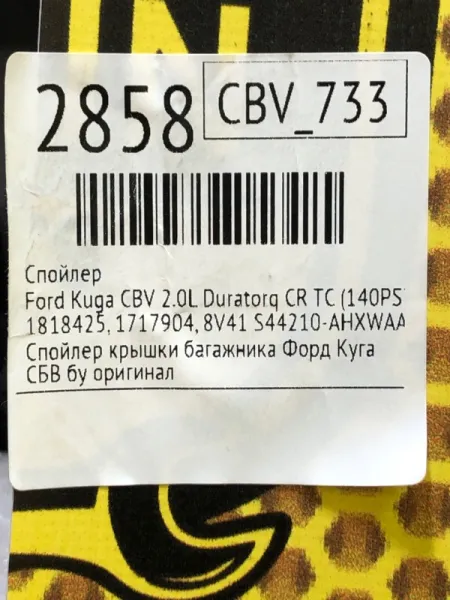 2858 CBV_733
Спойлер
Ford Kuga CBV 2.0L Duratorq CR TC (140PS
1818425, 1717904, 8V41 S44210-AHXWAA
Спойлер крышки багажника Форд Куга
СБВ бу оригинал